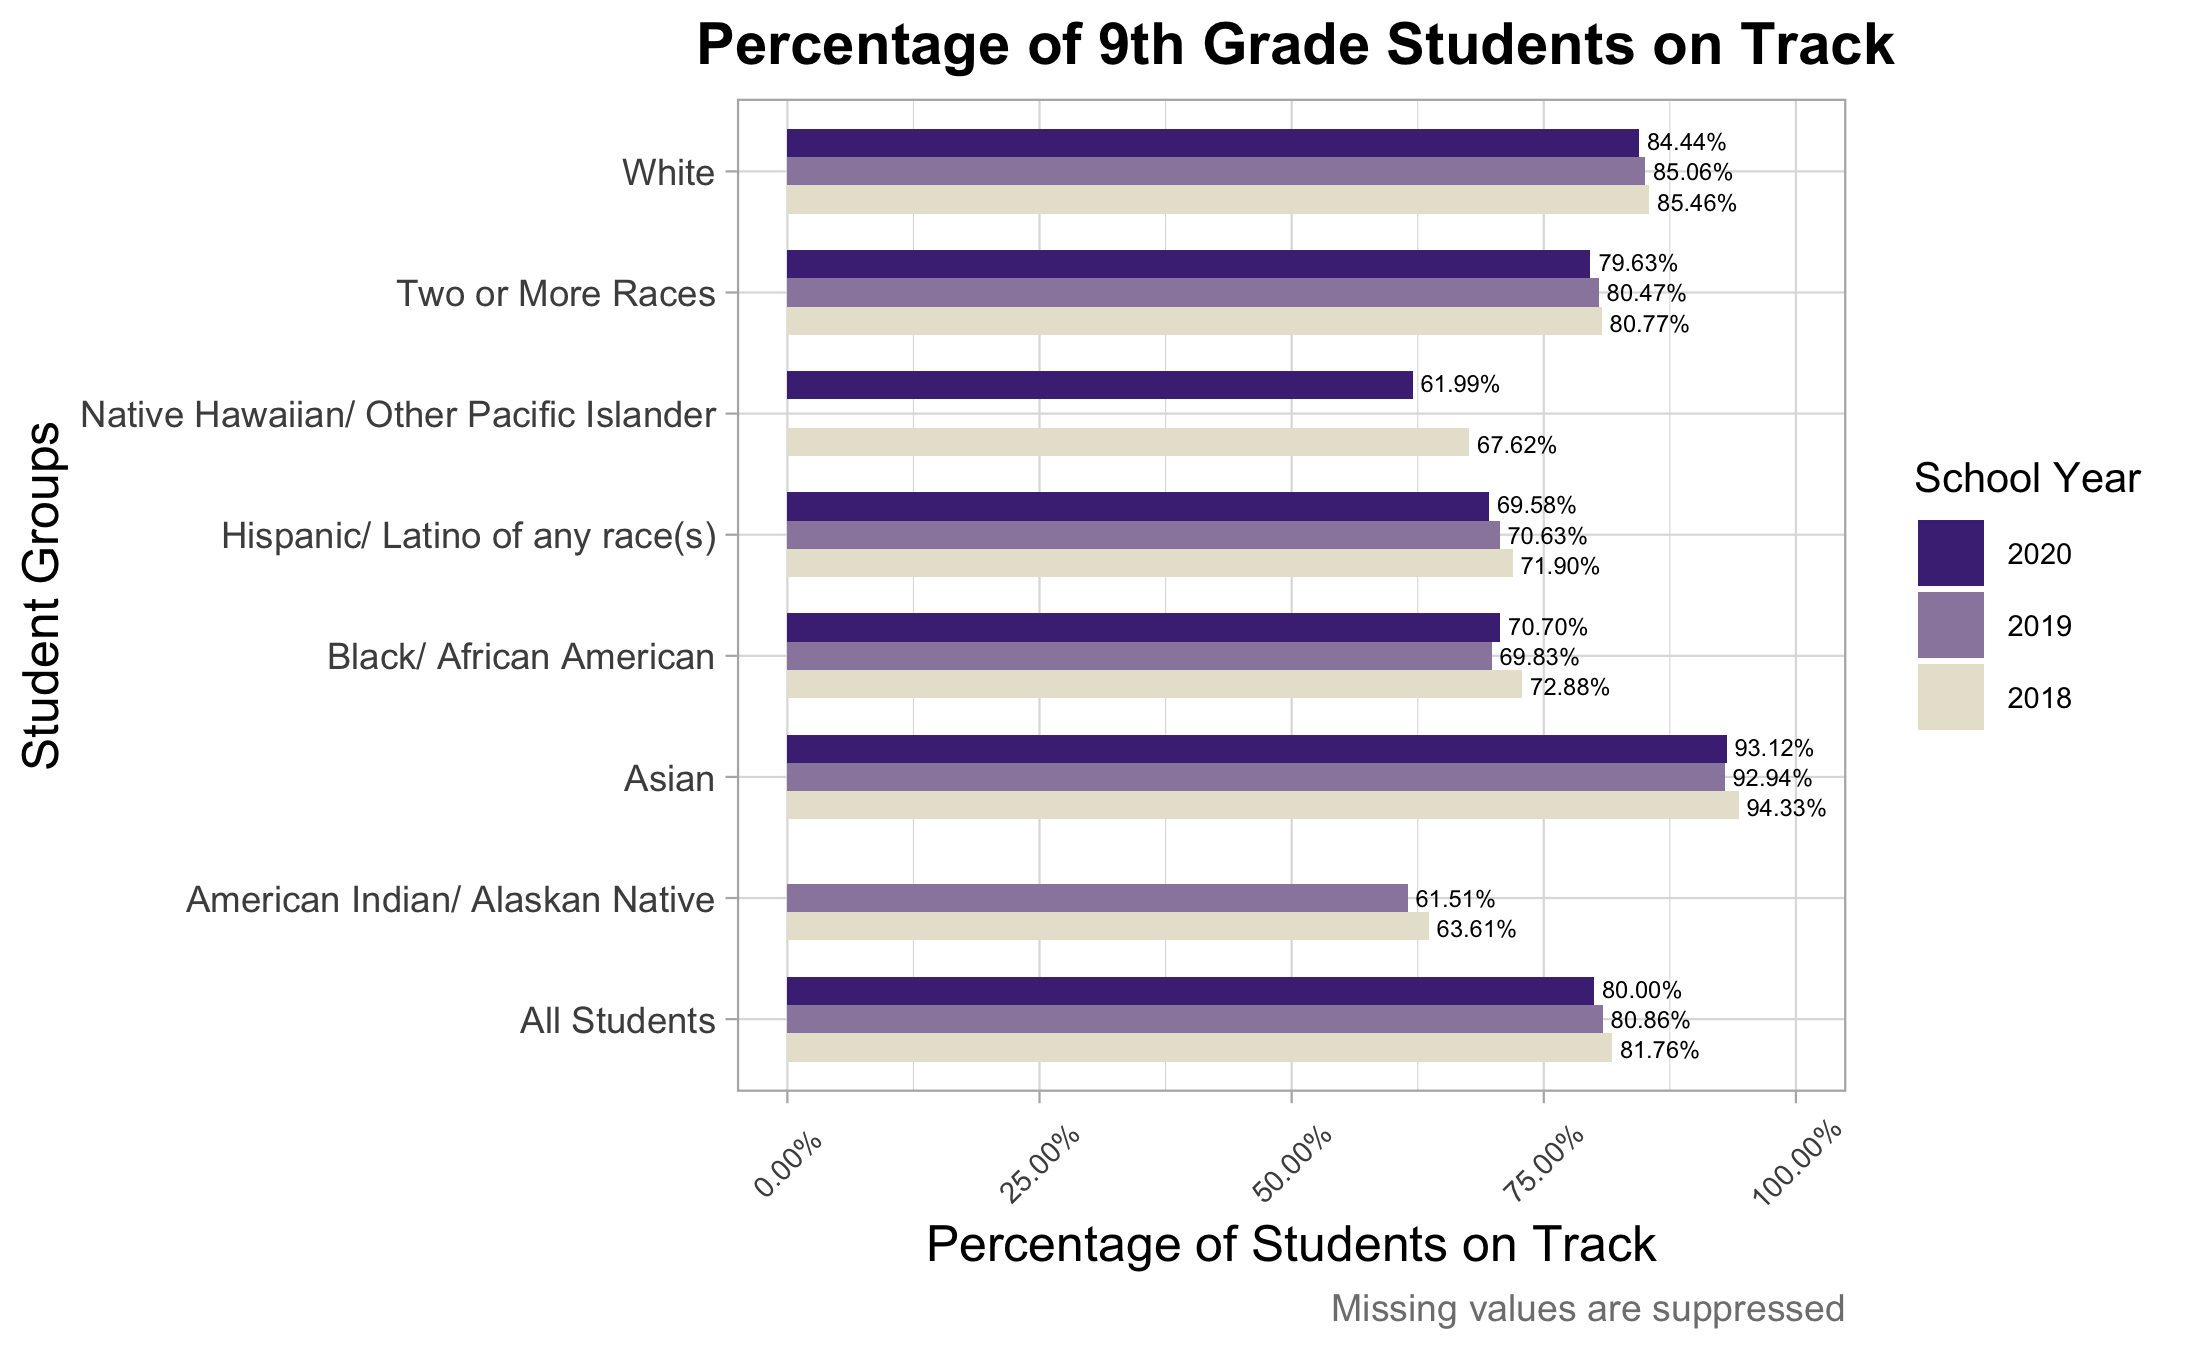 Percentage of 9th Grade Students on Track
Student Groups
White
84.44%
85.06%
85.46%
Two or More Races
79.63%
80.47%
80.77%
Native Hawaiian/ Other Pacific Islander
61.99%
67.62%
Hispanic/ Latino of any race(s)
69.58%
70.63%
71.90%
Black/ African American
70.70%
69.83%
72.88%
Asian
93.12%
92.94%
94.33%
American Indian/ Alaskan Native
61.51%
63.61%
All Students
80.00%
80.86%
81.76%
0.00%
25.00%
50.00%
75.00%
100.00%
Percentage of Students on Track
Missing values are suppressed
School Year
2020
2019
2018